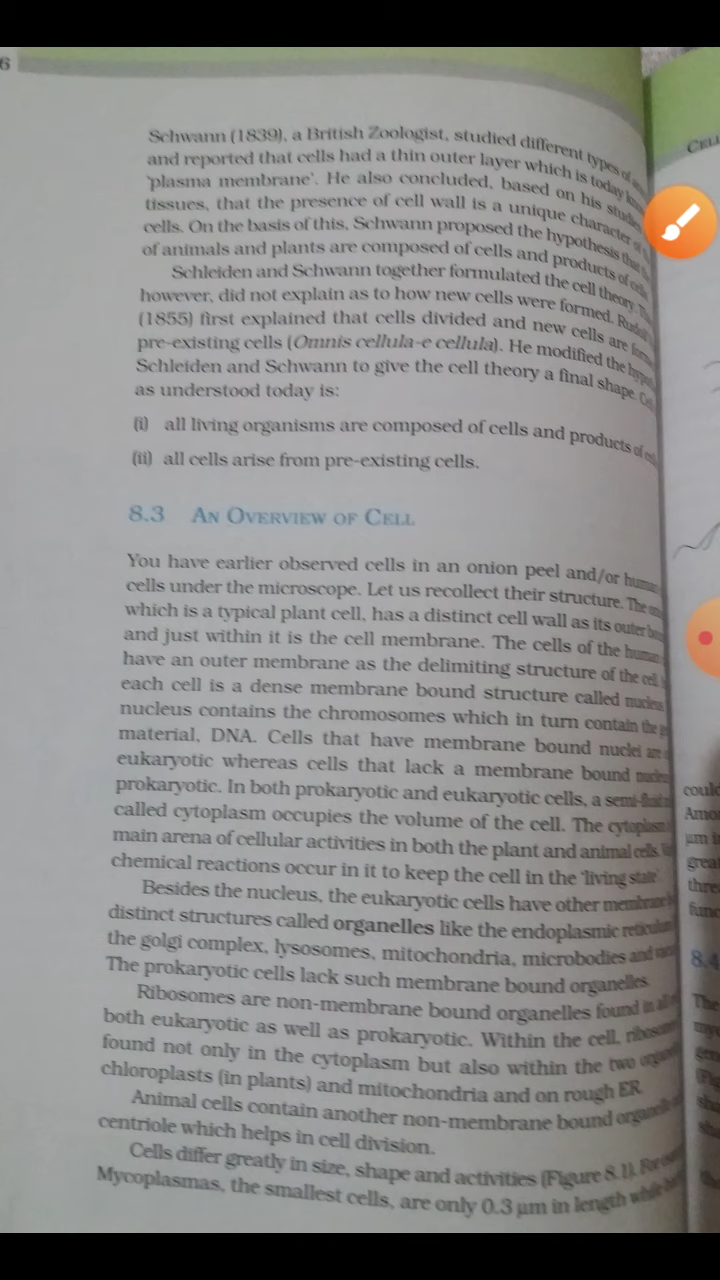 6
Schwann (1839), a British Zoologist, studied different types of
and reported that cells had a thin outer layer which is today
'plasma membrane'. He also concluded, based on his studies
tissues, that the presence of cell wall is a unique character
cells. On the basis of this, Schwann proposed the hypothesis that
of animals and plants are composed of cells and products of
Schleiden and Schwann together formulated the cell theory.
however, did not explain as to how new cells were formed.
(1855) first explained that cells divided and new cells are
pre-existing cells (Omnis cellula-e cellula). He modified the
Schleiden and Schwann to give the cell theory a final shape.
as understood today is:
(i) all living organisms are composed of cells and products of
(ii) all cells arise from pre-existing cells.
8.3 AN OVERVIEW OF CELL
You have earlier observed cells in an onion peel and/or human
cells under the microscope. Let us recollect their structure. The
which is a typical plant cell, has a distinct cell wall as its outer
and just within it is the cell membrane. The cells of the human
have an outer membrane as the delimiting structure of the cell.
each cell is a dense membrane bound structure called nucleus
nucleus contains the chromosomes which in turn contain the
material, DNA. Cells that have membrane bound nuclei are
eukaryotic whereas cells that lack a membrane bound nucleus
prokaryotic. In both prokaryotic and eukaryotic cells, a semi-fluid
called cytoplasm occupies the volume of the cell. The cytoplasm
main arena of cellular activities in both the plant and animal cells.
chemical reactions occur in it to keep the cell in the 'living state'
Besides the nucleus, the eukaryotic cells have other membrane
distinct structures called organelles like the endoplasmic reticulum
the golgi complex, lysosomes, mitochondria, microbodies and
The prokaryotic cells lack such membrane bound organelles.
Ribosomes are non-membrane bound organelles found in all
both eukaryotic as well as prokaryotic. Within the cell,
found not only in the cytoplasm but also within the two
chloroplasts (in plants) and mitochondria and on rough ER.
Animal cells contain another non-membrane bound
centriole which helps in cell division.
Cells differ greatly in size, shape and activities (Figure 8.1). For
Mycoplasmas, the smallest cells, are only 0.3 µm in length while
CELL
could
µm
8.4
The